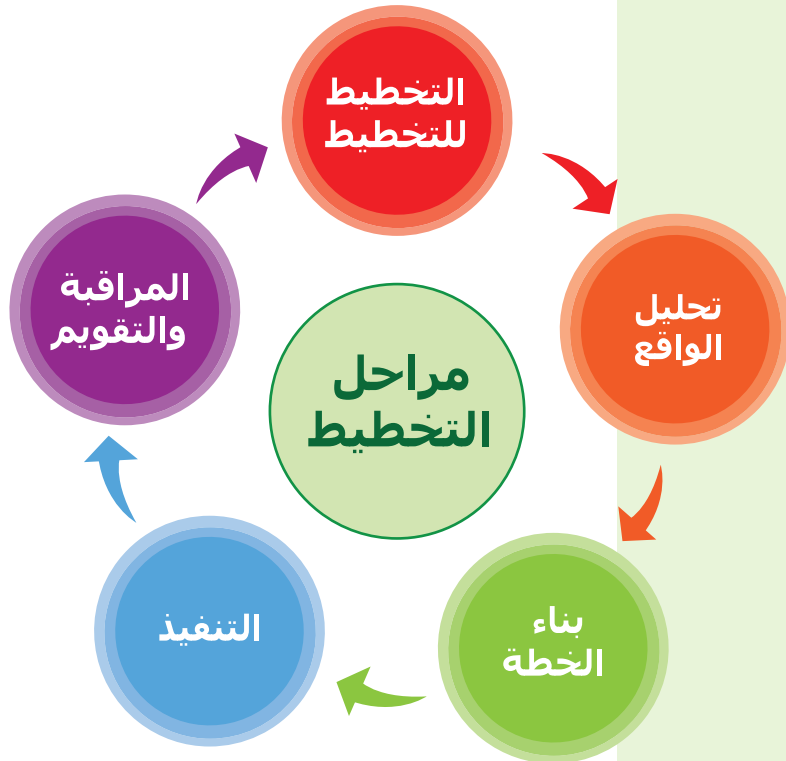 مراحل
التخطيط
التخطيط
للتخطيط
تحليل
الواقع
بناء
الخطة
التنفيذ
المراقبة
والتقويم